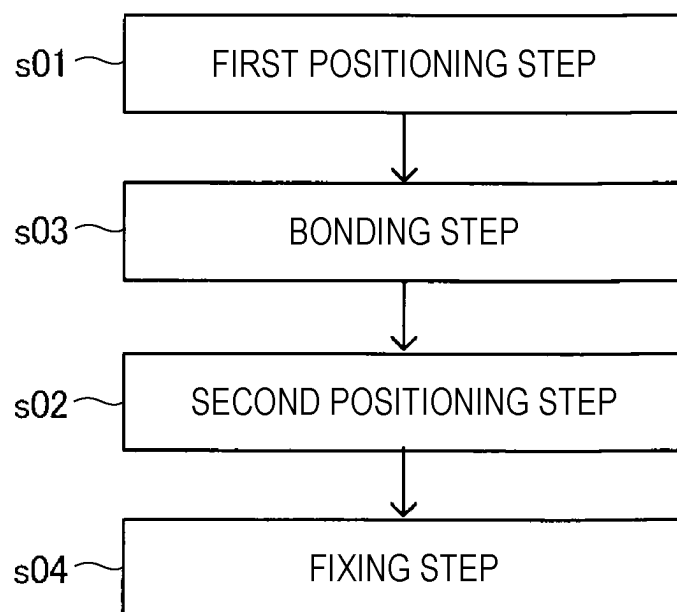 s01 FIRST POSITIONING STEP
s03 BONDING STEP
s02 SECOND POSITIONING STEP
s04 FIXING STEP